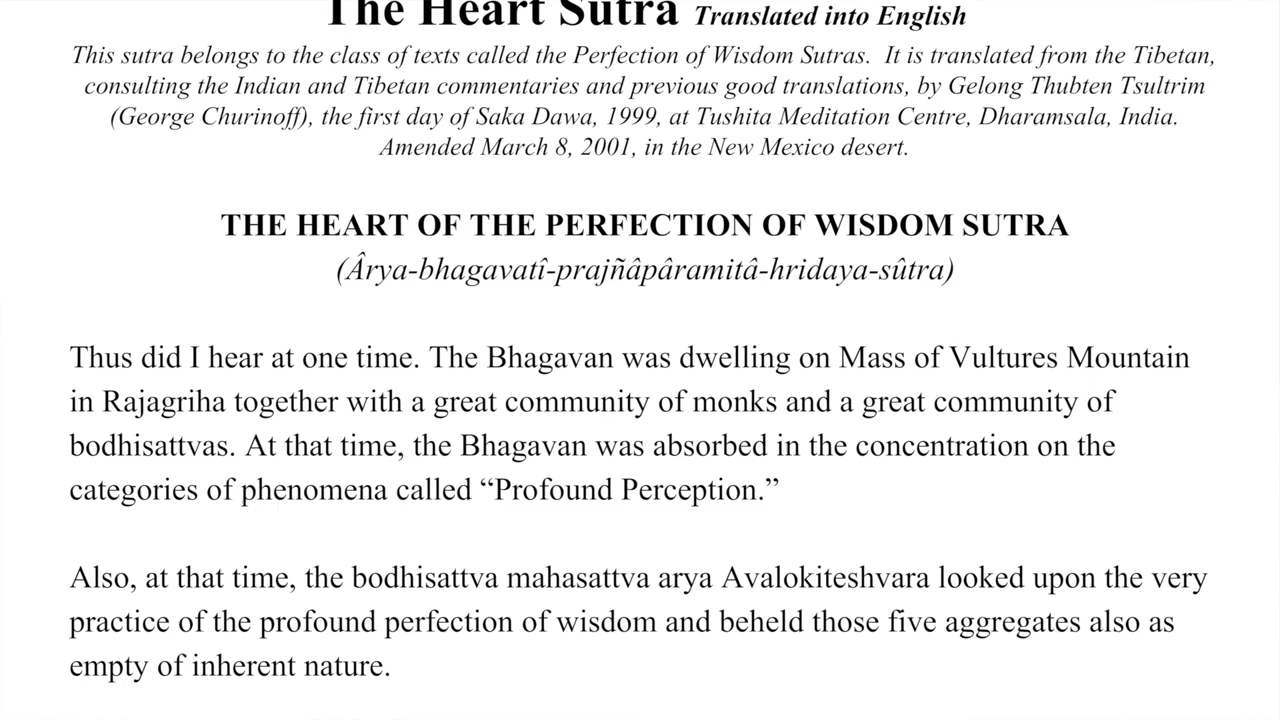 The Heart Sutra Translated into English
This sutra belongs to the class of texts called the Perfection of Wisdom Sutras. It is translated from the Tibetan,
consulting the Indian and Tibetan commentaries and previous good translations, by Gelong Thubten Tsultrim
(George Churinoff), the first day of Saka Dawa, 1999, at Tushita Meditation Centre, Dharamsala, India.
Amended March 8, 2001, in the New Mexico desert.
THE HEART OF THE PERFECTION OF WISDOM SUTRA
(Ârya-bhagavatî-prajñâpâramitâ-hridaya-sûtra)
Thus did I hear at one time. The Bhagavan was dwelling on Mass of Vultures Mountain
in Rajagriha together with a great community of monks and a great community of
bodhisattvas. At that time, the Bhagavan was absorbed in the concentration on the
categories of phenomena called “Profound Perception.”
Also, at that time, the bodhisattva mahasattva arya Avalokiteshvara looked upon the very
practice of the profound perfection of wisdom and beheld those five aggregates also as
empty of inherent nature.